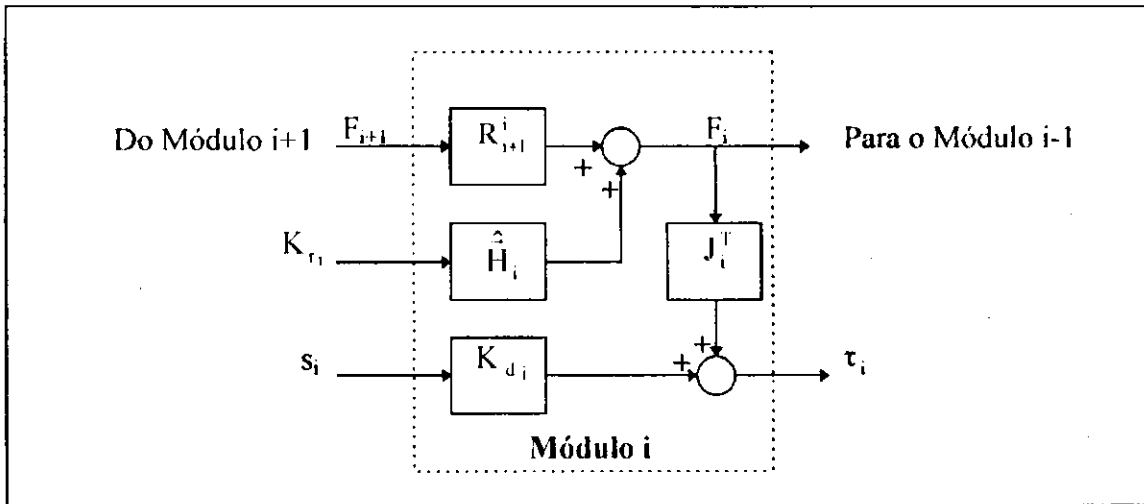 Do Módulo i+1
F_{i+1}
R^{i}_{i+1}
+
+
F_i
Para o Módulo i-1
K_{r_i}
Ĥ_i
J_i^T
s_i
K_{d_i}
+
+
τ_i
Módulo i